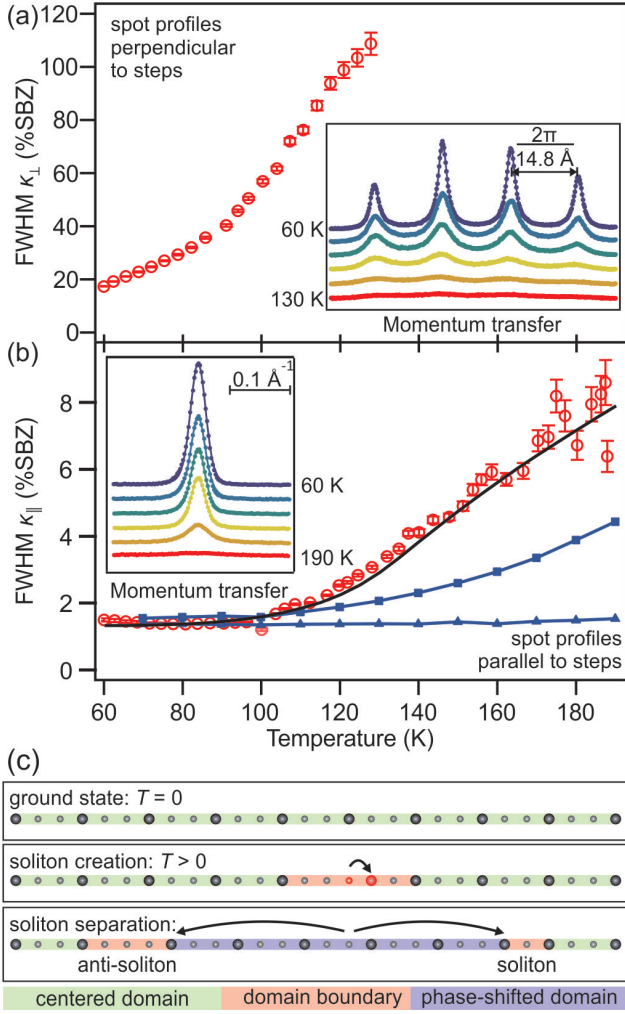 (a)
spot profiles
perpendicular
to steps
120
100
80
60
40
20
0
FWHM κ⊥ (%SBZ)
2π
14.8 Å
60 K
130 K
Momentum transfer
(b)
0.1 Å⁻¹
60 K
190 K
Momentum transfer
8
6
4
2
0
FWHM κ∥ (%SBZ)
spot profiles
parallel to steps
60 80 100 120 140 160 180
Temperature (K)
(c)
ground state: T = 0
soliton creation: T > 0
soliton separation:
anti-soliton soliton
centered domain domain boundary phase-shifted domain